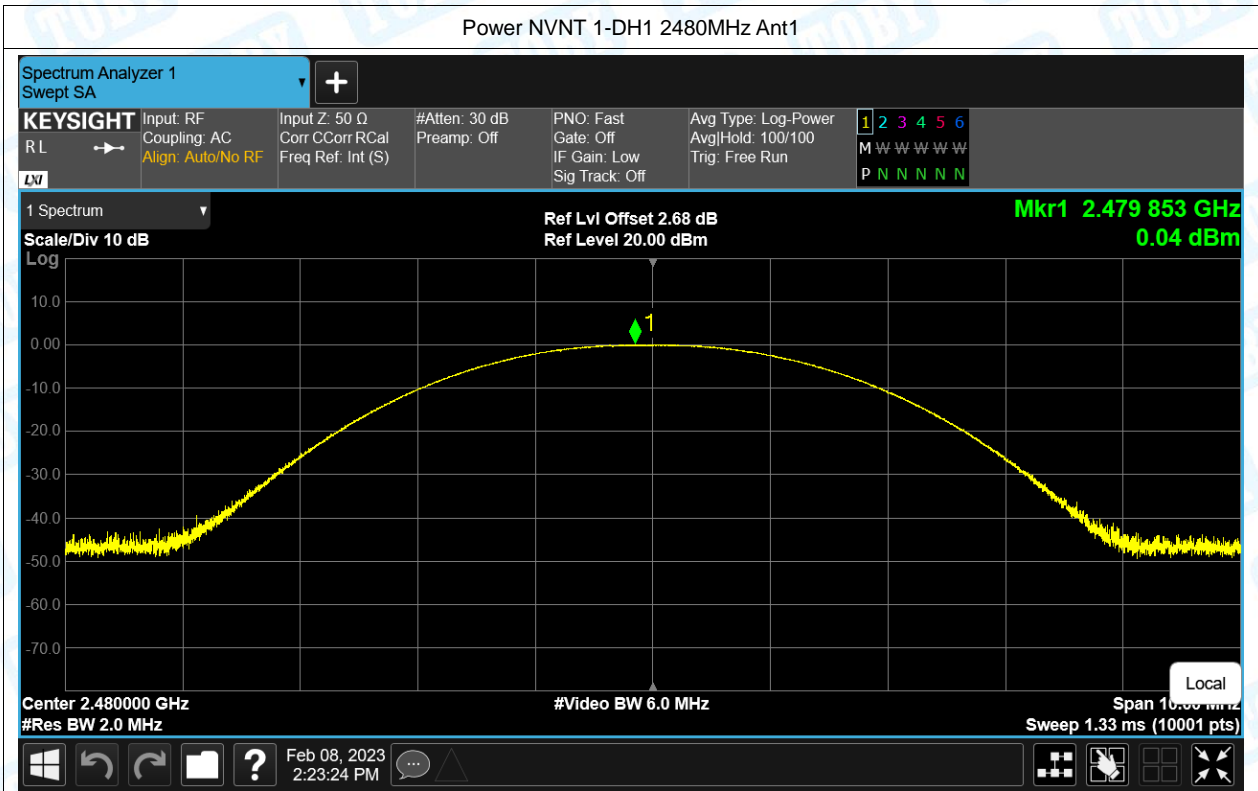 Power NVNT 1-DH1 2480MHz Ant1
Spectrum Analyzer 1
Swept SA
KEYSIGHT
R L
LXI
Input: RF
Coupling: AC
Align: Auto/No RF
Input Z: 50 Ω
Corr CCorr RCal
Freq Ref: Int (S)
#Atten: 30 dB
Preamp: Off
PNO: Fast
Gate: Off
IF Gain: Low
Sig Track: Off
Avg Type: Log-Power
Avg|Hold: 100/100
Trig: Free Run
1 2 3 4 5 6
M W W W W W
P N N N N N
1 Spectrum
Scale/Div 10 dB
Log
Ref Lvl Offset 2.68 dB
Ref Level 20.00 dBm
Mkr1 2.479 853 GHz
0.04 dBm
10.0
0.00
-10.0
-20.0
-30.0
-40.0
-50.0
-60.0
-70.0
1
Center 2.480000 GHz
#Res BW 2.0 MHz
#Video BW 6.0 MHz
Span 10.00 MHz
Sweep 1.33 ms (10001 pts)
Local
?
Feb 08, 2023
2:23:24 PM
TOBY